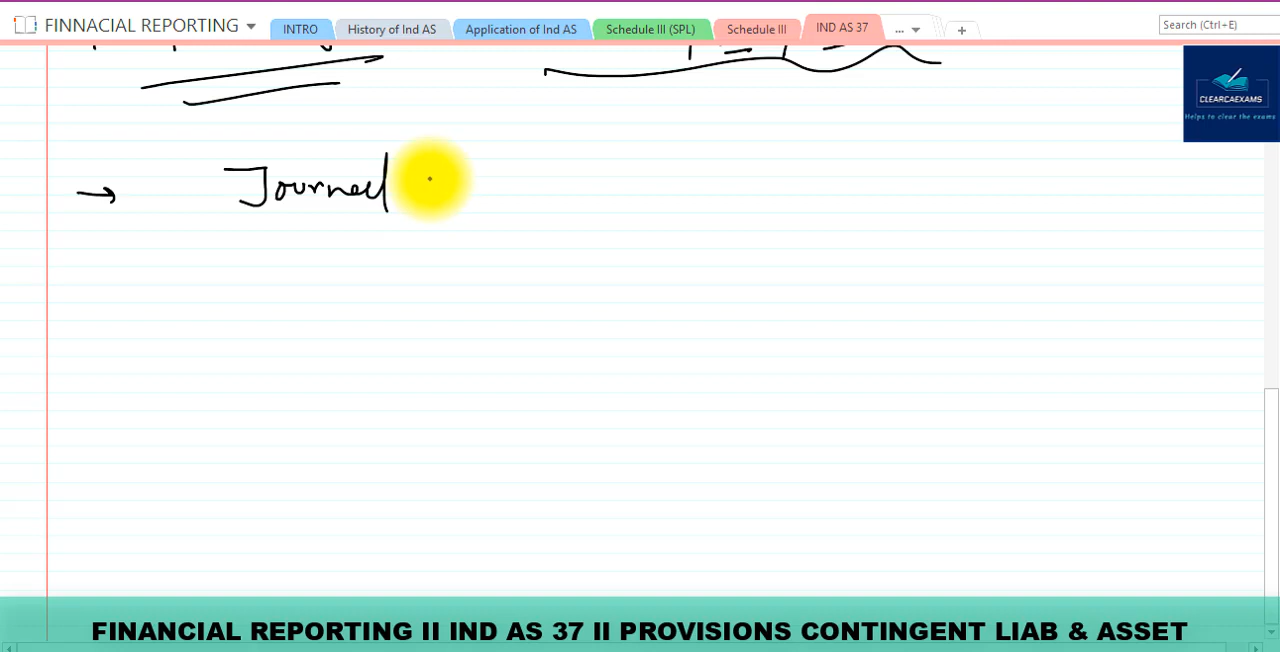 FINNACIAL REPORTING
INTRO
History of Ind AS
Application of Ind AS
Schedule III (SPL)
Schedule III
IND AS 37
...
+
Search (Ctrl+E)
CLEARCAEXAMS
Helps to clear the exams
→ Journal
FINANCIAL REPORTING II IND AS 37 II PROVISIONS CONTINGENT LIAB & ASSET